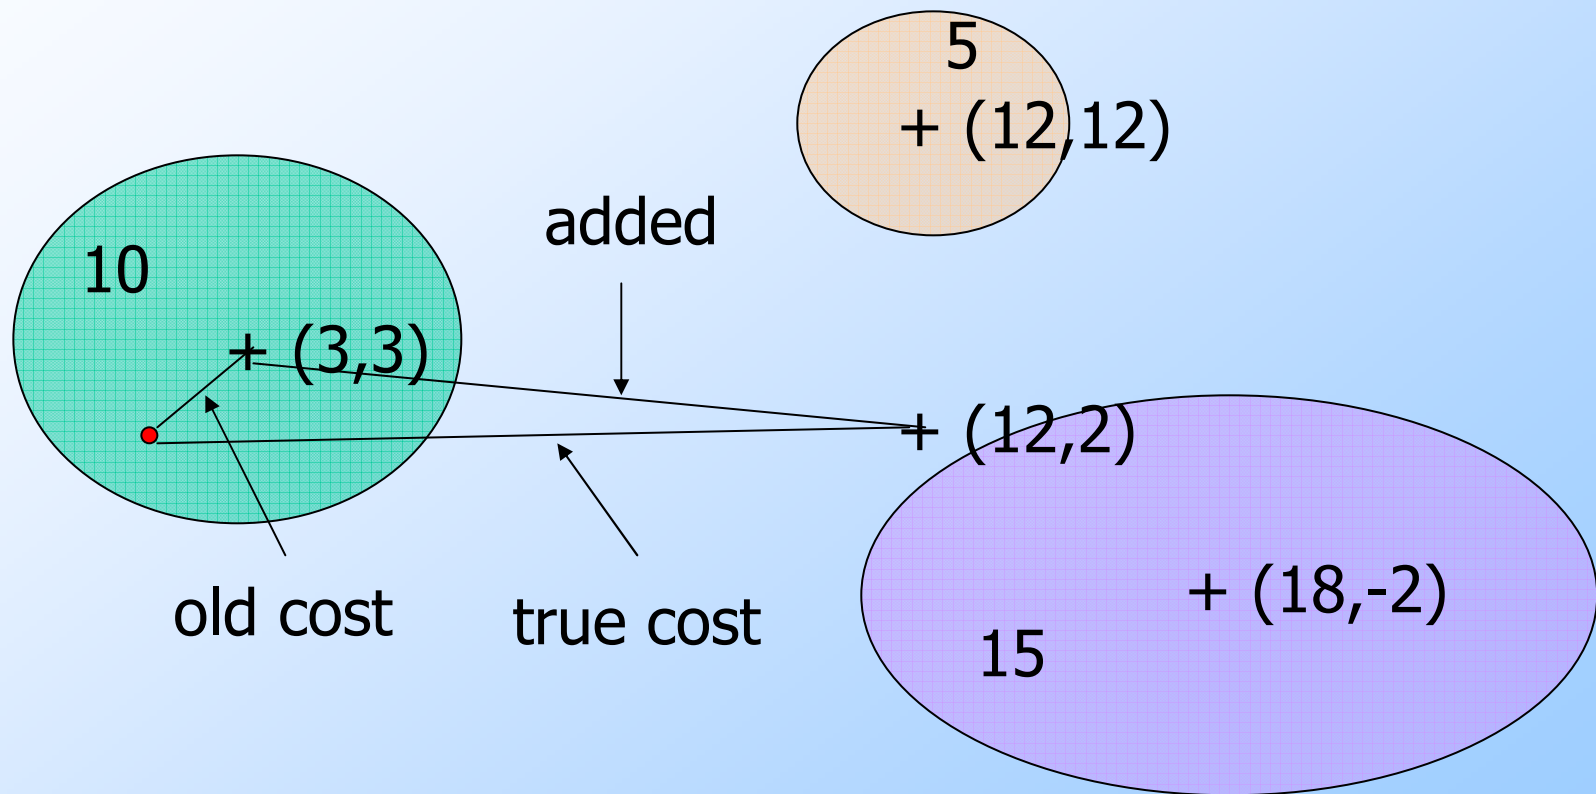 5
+ (12,12)
added
10
+ (3,3)
+ (12,2)
+ (18,-2)
old cost
true cost
15